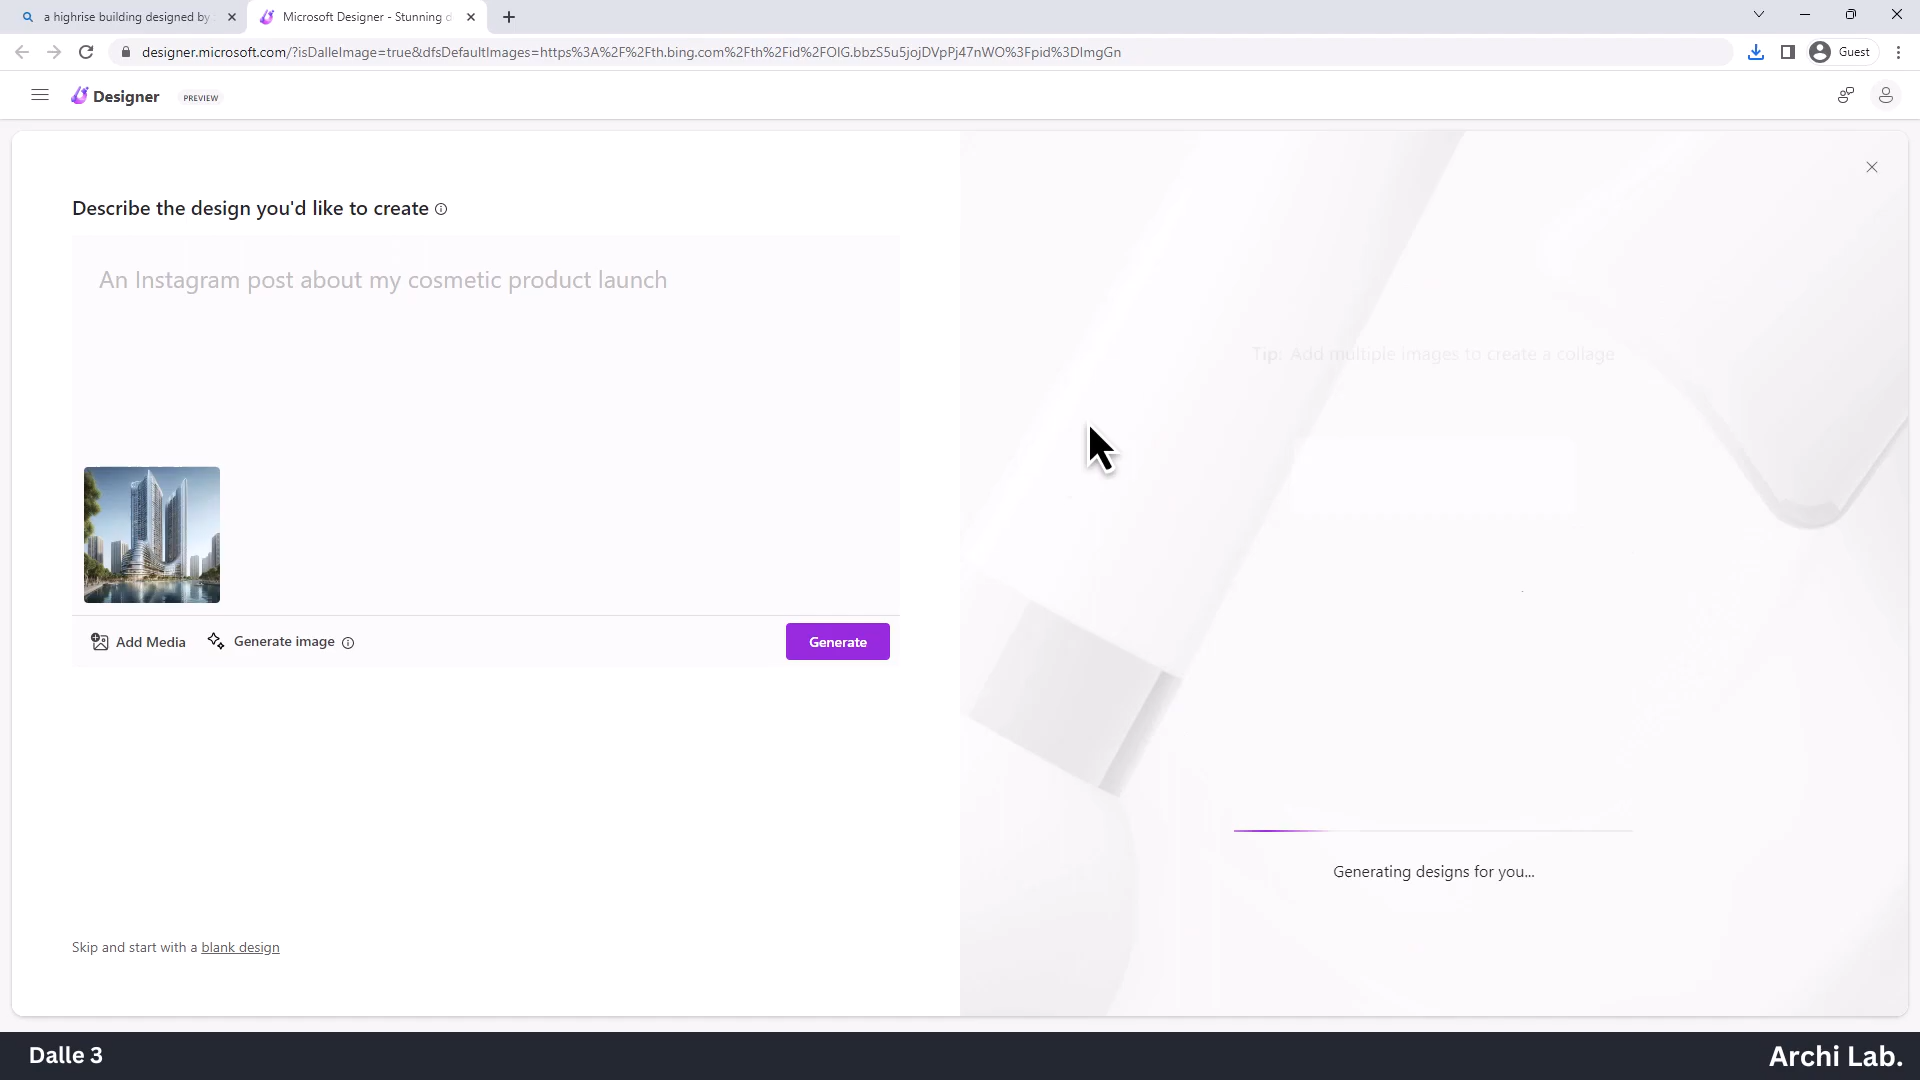 a highrise building designed by
Microsoft Designer - Stunning d
designer.microsoft.com/?isDalleImage=true&dfsDefaultImages=https%3A%2F%2Fth.bing.com%2Fth%2Fid%2FOIG.bbzS5u5jojDVpPj47nWO%3Fpid%3DImgGn
Guest
Designer PREVIEW
Describe the design you'd like to create
An Instagram post about my cosmetic product launch
Tip: Add multiple images to create a collage
Add Media Generate image Generate
Generating designs for you...
Skip and start with a blank design
Dalle 3
Archi Lab.